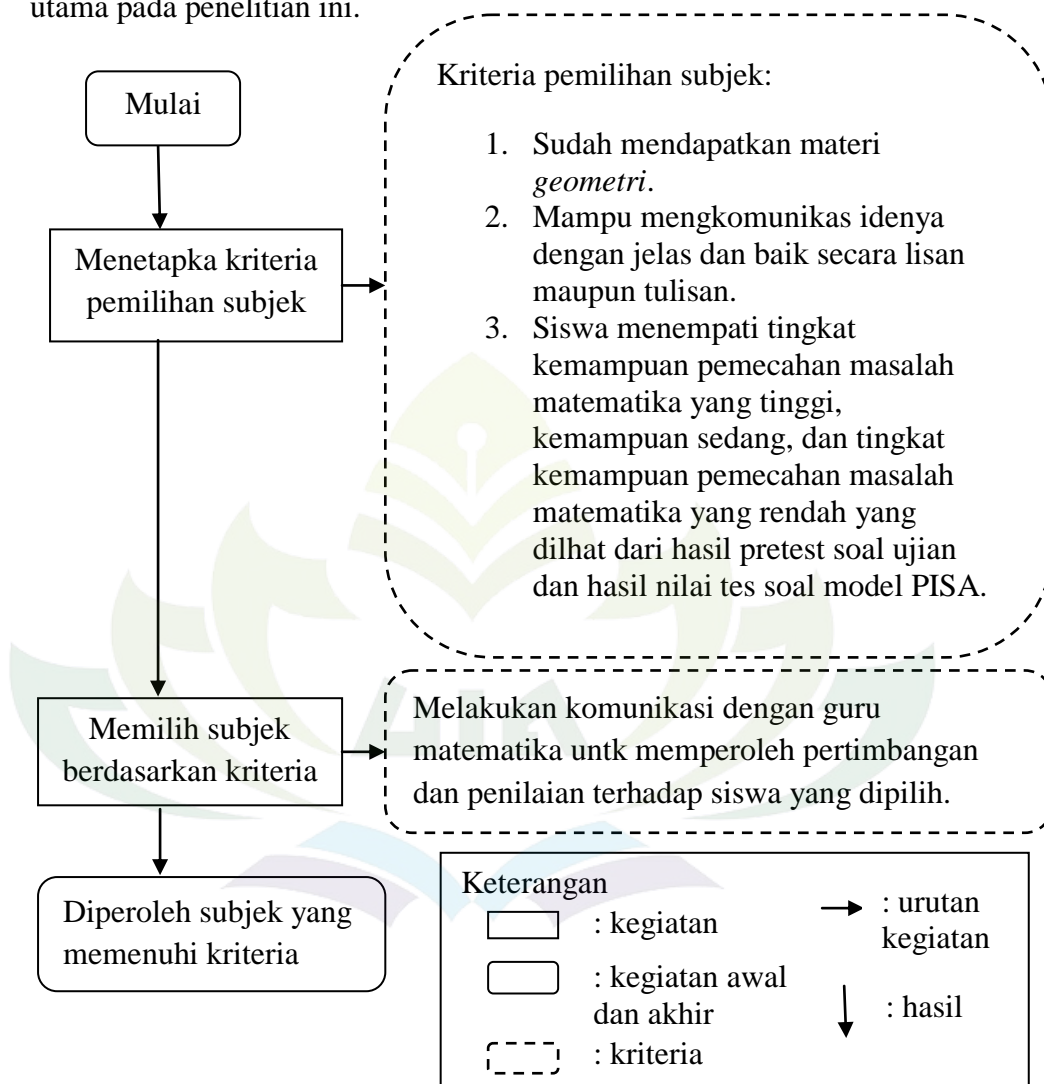 utama pada penelitian ini.
Mulai
Menetapka kriteria
pemilihan subjek
Kriteria pemilihan subjek:
1. Sudah mendapatkan materi
geometri.
2. Mampu mengkomunikas idenya
dengan jelas dan baik secara lisan
maupun tulisan.
3. Siswa menempati tingkat
kemampuan pemecahan masalah
matematika yang tinggi,
kemampuan sedang, dan tingkat
kemampuan pemecahan masalah
matematika yang rendah yang
dilhat dari hasil pretest soal ujian
dan hasil nilai tes soal model PISA.
Memilih subjek
berdasarkan kriteria
Melakukan komunikasi dengan guru
matematika untk memperoleh pertimbangan
dan penilaian terhadap siswa yang dipilih.
Diperoleh subjek yang
memenuhi kriteria
Keterangan
: kegiatan
: kegiatan awal
dan akhir
: kriteria
: urutan
kegiatan
: hasil